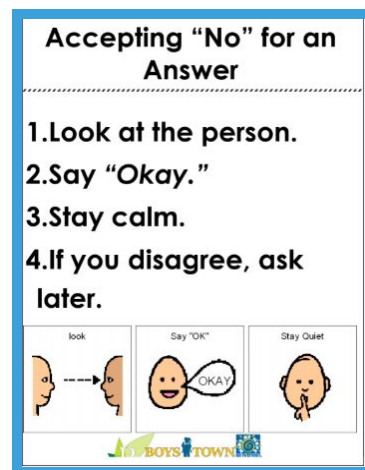 Accepting “No” for an
Answer
1.Look at the person.
2.Say “Okay.”
3.Stay calm.
4.If you disagree, ask
later.
look
Say "OK"
Stay Quiet
OKAY
BOYS TOWN